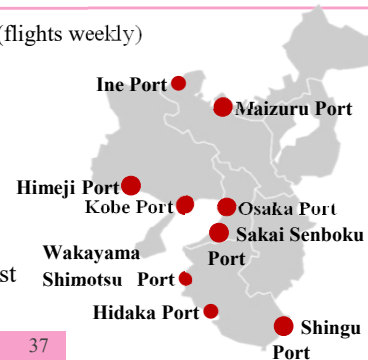 (flights weekly)
Ine Port
Maizuru Port
Himeji Port
Kobe Port
Osaka Port
Sakai Senboku
Port
Wakayama
Shimotsu Port
st
Hidaka Port
Shingu
Port
37